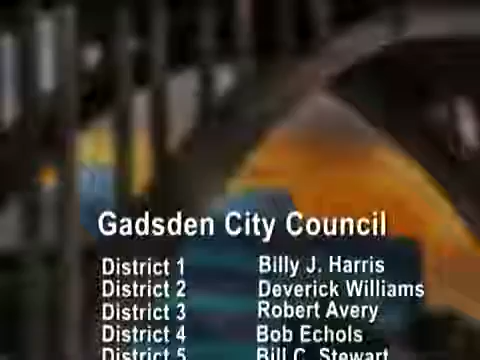 Gadsden City Council
District 1 Billy J. Harris
District 2 Deverick Williams
District 3 Robert Avery
District 4 Bob Echols
District 5 Bill C. Stewart